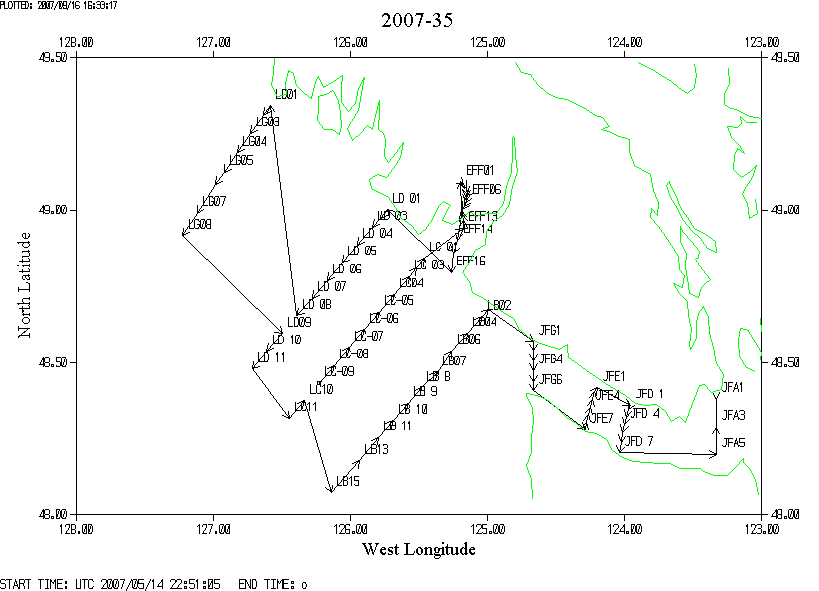 PLOTTED: 2007/08/16 16:33:17
2007-35
128.00 127.00 126.00 125.00 124.00 123.00
49.50 49.50
LD01
LG03
LG04
LG05
LG07
LG08
EFF01
EFF06
LD 01
EFF13
LD 03
EFF14
49.00 49.00
LD 04
LC 01
LD 05
EFF16
LC 03
LD 06
LC04
LD 07
LC-05
LD 08
LB02
LC-06
LD09
LB04
LC-07
JFG1
LD 10
LB06
LC-08
LD 11
LB07
JFG4
48.50 48.50
LC-09
LB 8
JFG6
JFE1
LC10
LB 9
JFE4
JFD 1
JFA1
LC11
LB 10
JFE7
JFD 4
JFA3
LB 11
LB13
JFD 7
JFA5
LB15
48.00 48.00
128.00 127.00 126.00 125.00 124.00 123.00
North Latitude
West Longitude
START TIME: UTC 2007/05/14 22:51:05 END TIME: o